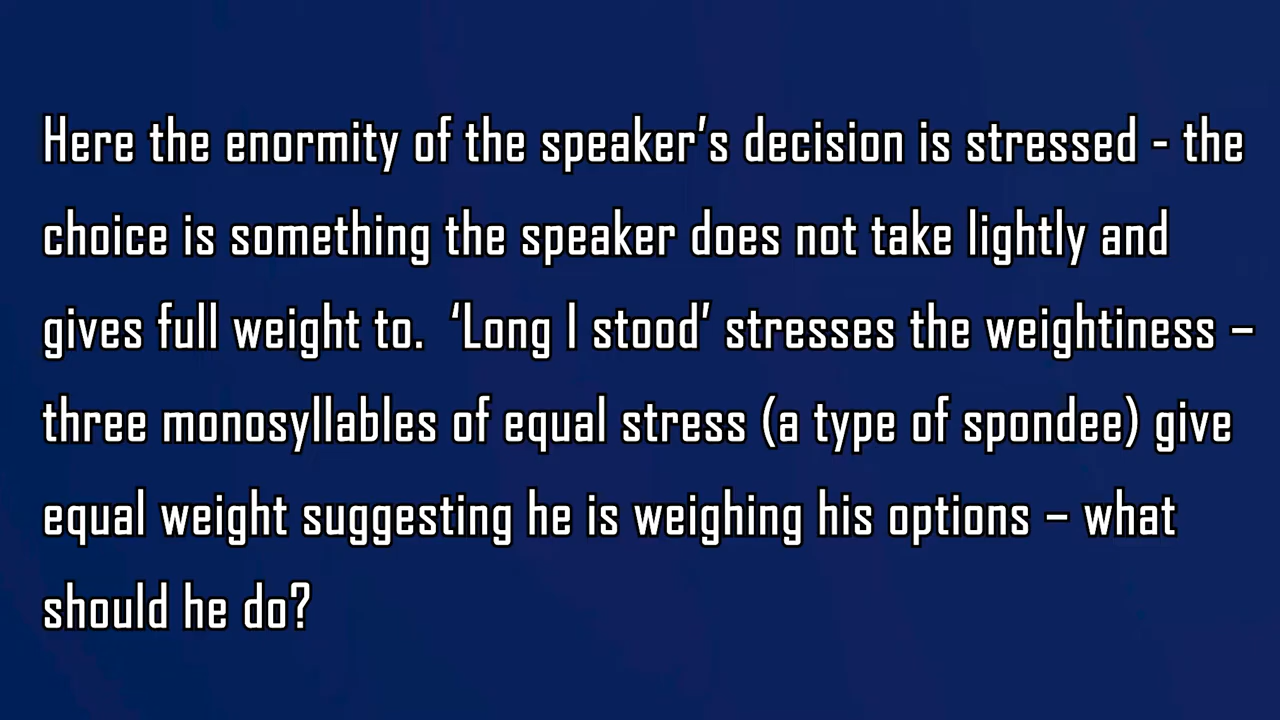 Here the enormity of the speaker’s decision is stressed - the
choice is something the speaker does not take lightly and
gives full weight to.  ‘Long I stood’ stresses the weightiness –
three monosyllables of equal stress (a type of spondee) give
equal weight suggesting he is weighing his options – what
should he do?